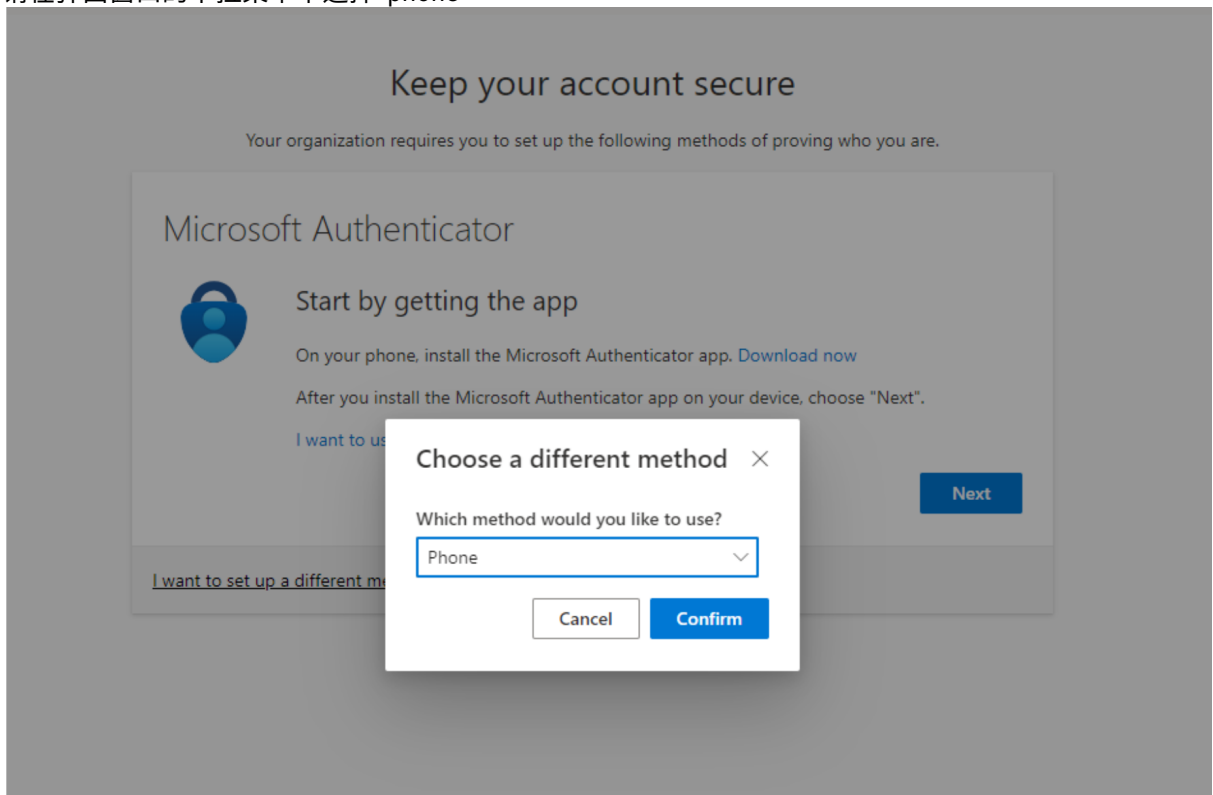 Keep your account secure
Your organization requires you to set up the following methods of proving who you are.
Microsoft Authenticator
Start by getting the app
On your phone, install the Microsoft Authenticator app. Download now
After you install the Microsoft Authenticator app on your device, choose "Next".
I want to us
Choose a different method
Next
Which method would you like to use?
Phone
I want to set up a different me
Cancel
Confirm